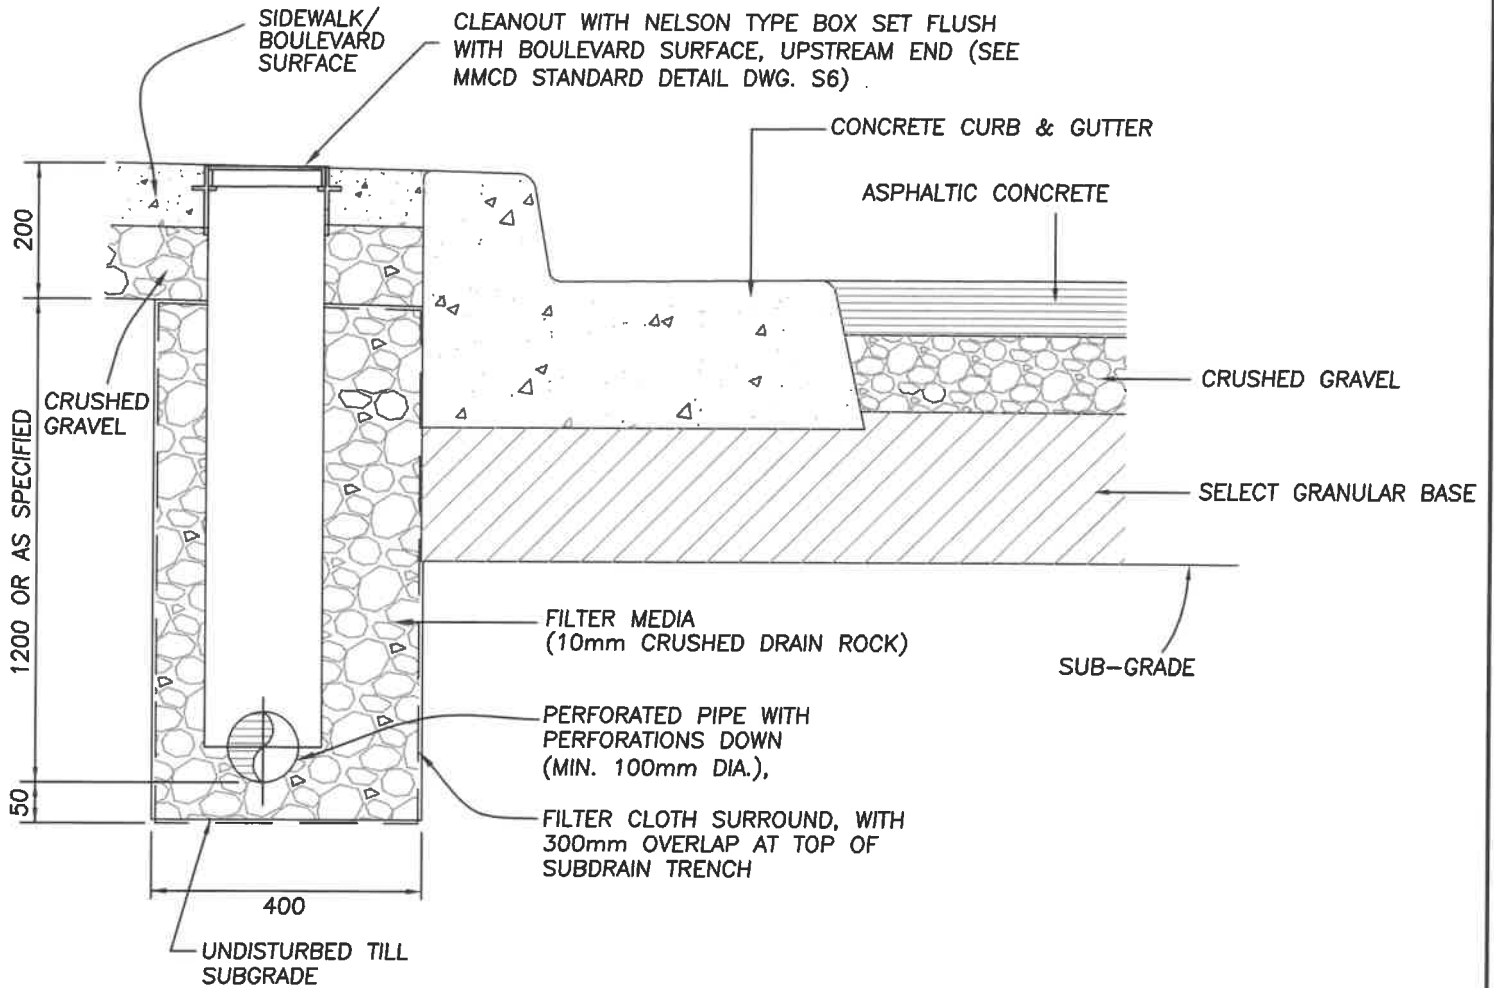 SIDEWALK/
BOULEVARD
SURFACE
CLEANOUT WITH NELSON TYPE BOX SET FLUSH
WITH BOULEVARD SURFACE, UPSTREAM END (SEE
MMCD STANDARD DETAIL DWG. S6)
CONCRETE CURB & GUTTER
ASPHALTIC CONCRETE
200
CRUSHED
GRAVEL
CRUSHED GRAVEL
1200 OR AS SPECIFIED
SELECT GRANULAR BASE
FILTER MEDIA
(10mm CRUSHED DRAIN ROCK)
SUB-GRADE
PERFORATED PIPE WITH
PERFORATIONS DOWN
(MIN. 100mm DIA.),
50
FILTER CLOTH SURROUND, WITH
300mm OVERLAP AT TOP OF
SUBDRAIN TRENCH
400
UNDISTURBED TILL
SUBGRADE